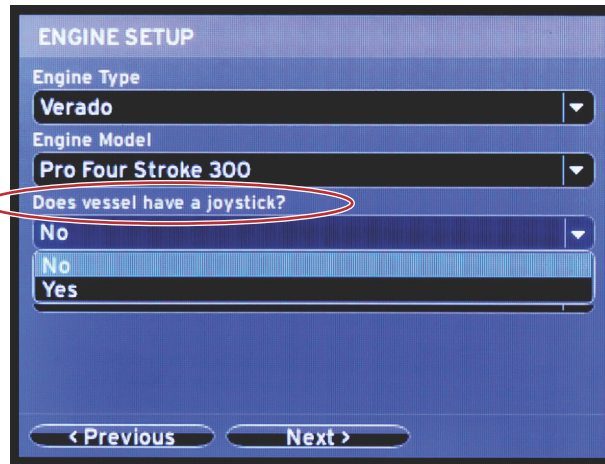 ENGINE SETUP
Engine Type
Verado
Engine Model
Pro Four Stroke 300
Does vessel have a joystick?
No
No
Yes
< Previous
Next >